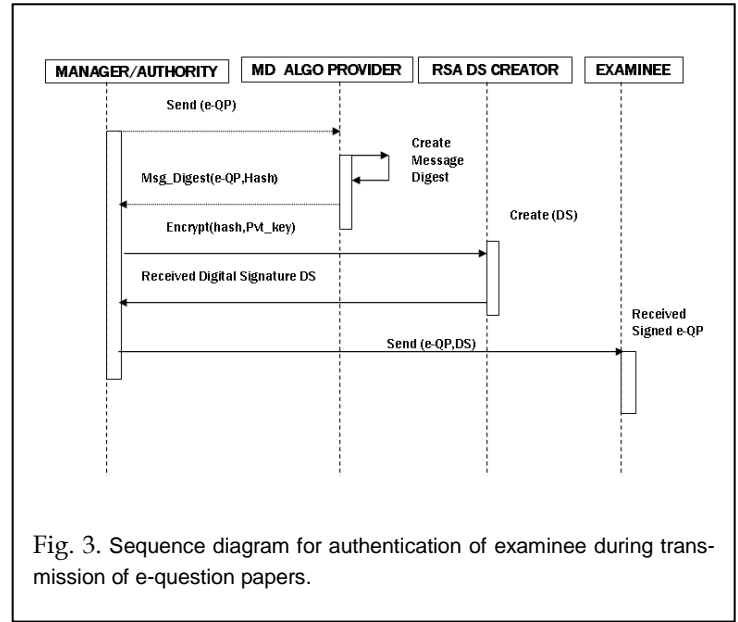 MANAGER/AUTHORITY
MD ALGO PROVIDER
RSA DS CREATOR
EXAMINEE
Send (e-QP)
Create
Message
Digest
Msg_Digest(e-QP,Hash)
Encrypt(hash,Pvt_key)
Create (DS)
Received Digital Signature DS
Received
Signed e-QP
Send (e-QP,DS)
Fig. 3. Sequence diagram for authentication of examinee during trans-
mission of e-question papers.